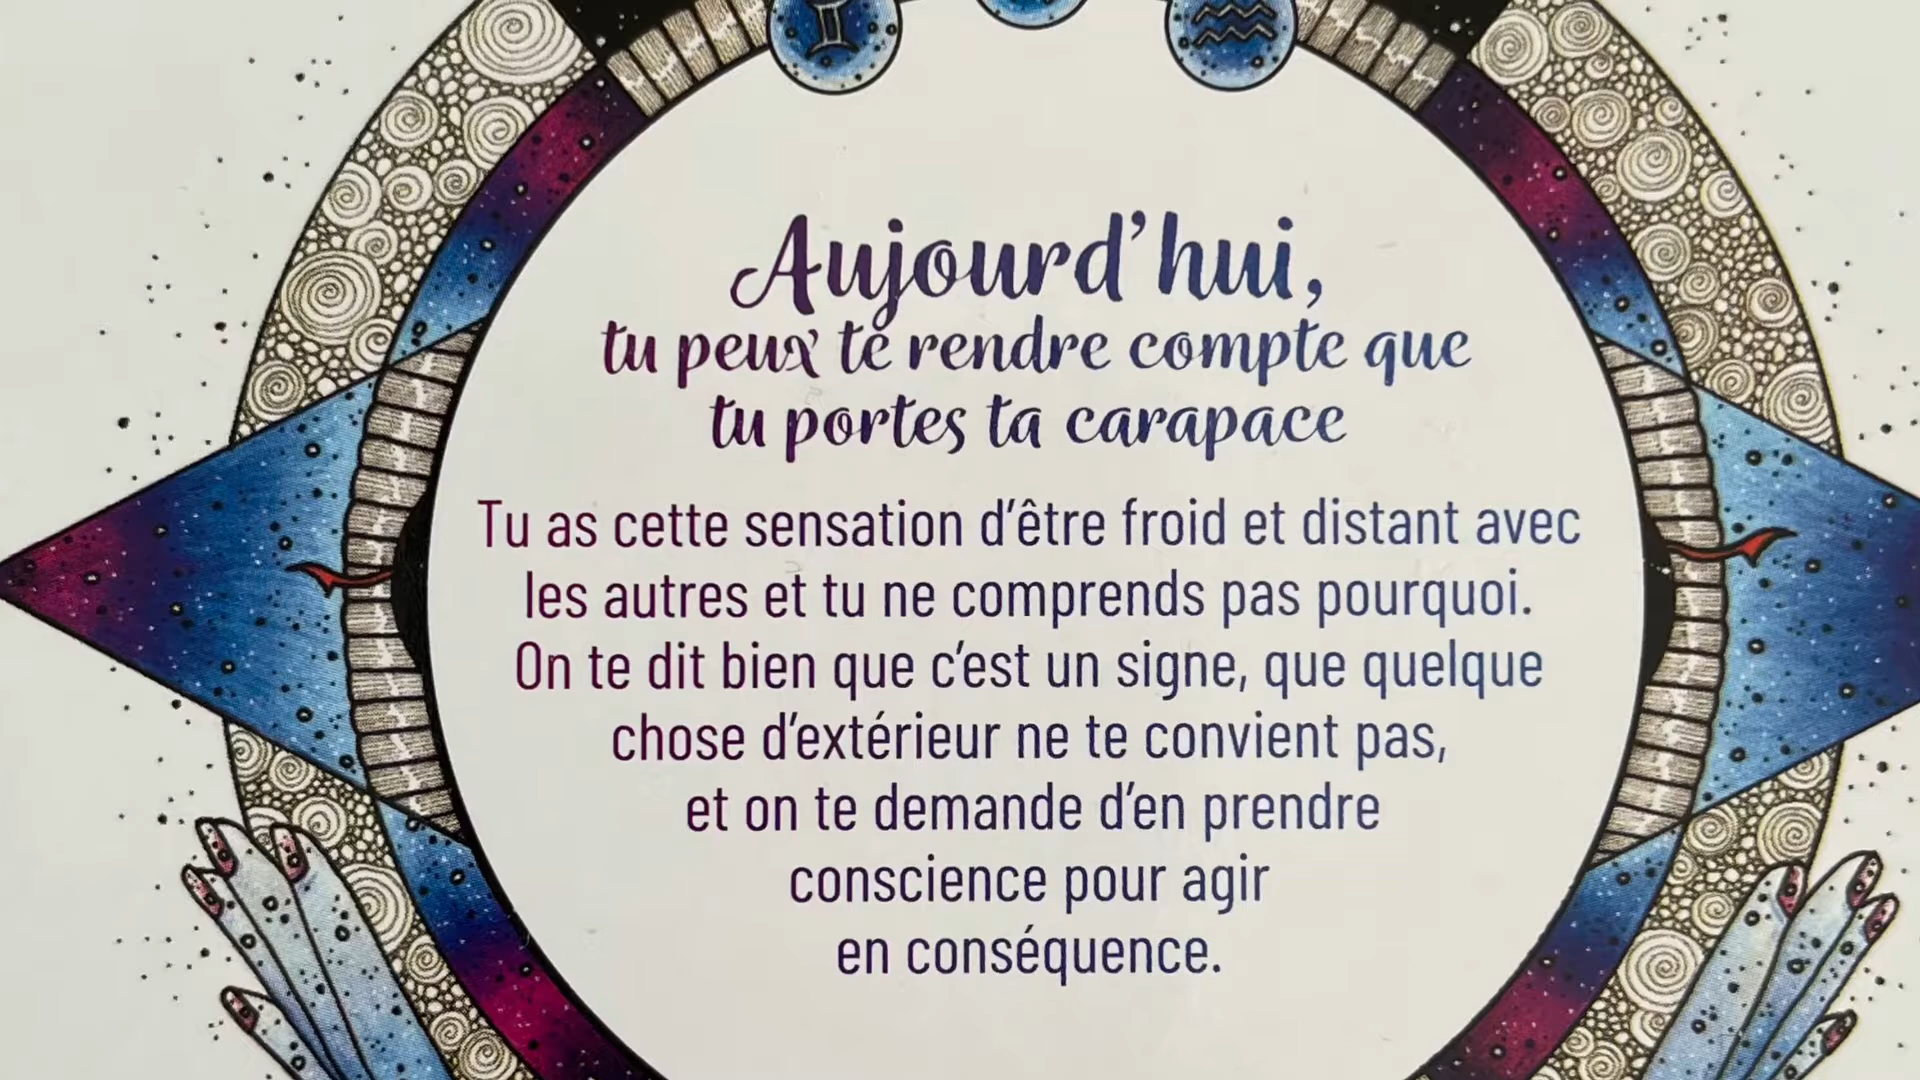 Aujourd'hui,
tu peux te rendre compte que
tu portes ta carapace
Tu as cette sensation d'être froid et distant avec
les autres et tu ne comprends pas pourquoi.
On te dit bien que c'est un signe, que quelque
chose d'extérieur ne te convient pas,
et on te demande d'en prendre
conscience pour agir
en conséquence.